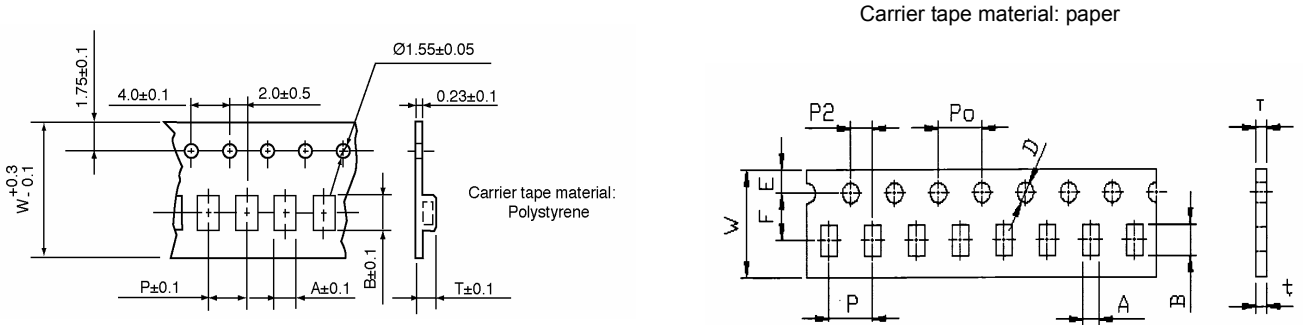 Carrier tape material: paper
1.75±0.1
4.0±0.1
2.0±0.5
Ø1.55±0.05
0.23±0.1
W +0.3 -0.1
Carrier tape material:
Polystyrene
P±0.1
A±0.1
B±0.1
T±0.1
P2
Po
D
T
E
F
W
P
A
B
t